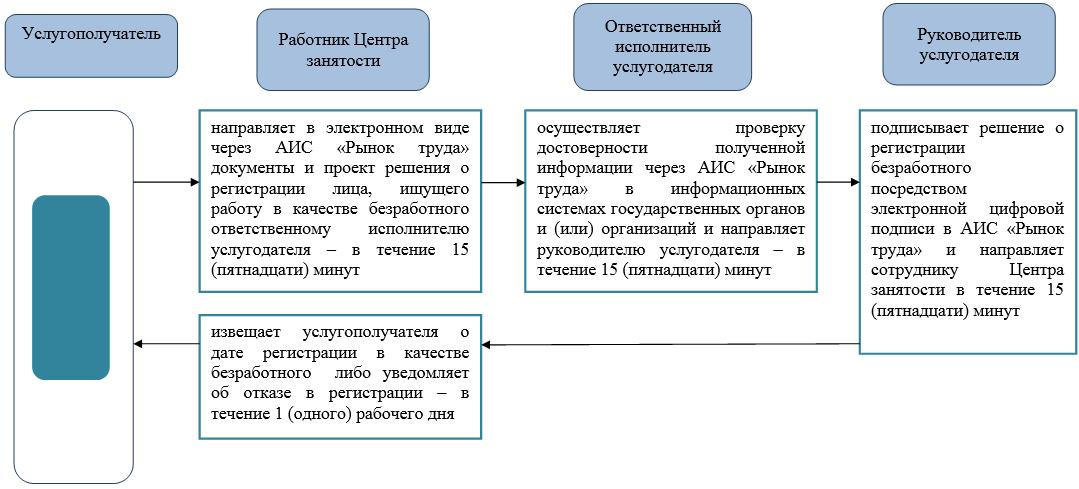 Услугополучатель
Работник Центра
занятости
Ответственный
исполнитель
услугодателя
Руководитель
услугодателя
направляет в электронном виде
через АИС «Рынок труда»
документы и проект решения о
регистрации лица, ищущего
работу в качестве безработного
ответственному исполнителю
услугодателя – в течение 15
(пятнадцати) минут
осуществляет проверку
достоверности полученной
информации через АИС «Рынок
труда» в информационных
системах государственных органов
и (или) организаций и направляет
руководителю услугодателя – в
течение 15 (пятнадцати) минут
подписывает решение о
регистрации
безработного
посредством
электронной цифровой
подписи в АИС «Рынок
труда» и направляет
сотруднику Центра
занятости в течение 15
(пятнадцати) минут
извещает услугополучателя о
дате регистрации в качестве
безработного либо уведомляет
об отказе в регистрации – в
течение 1 (одного) рабочего дня